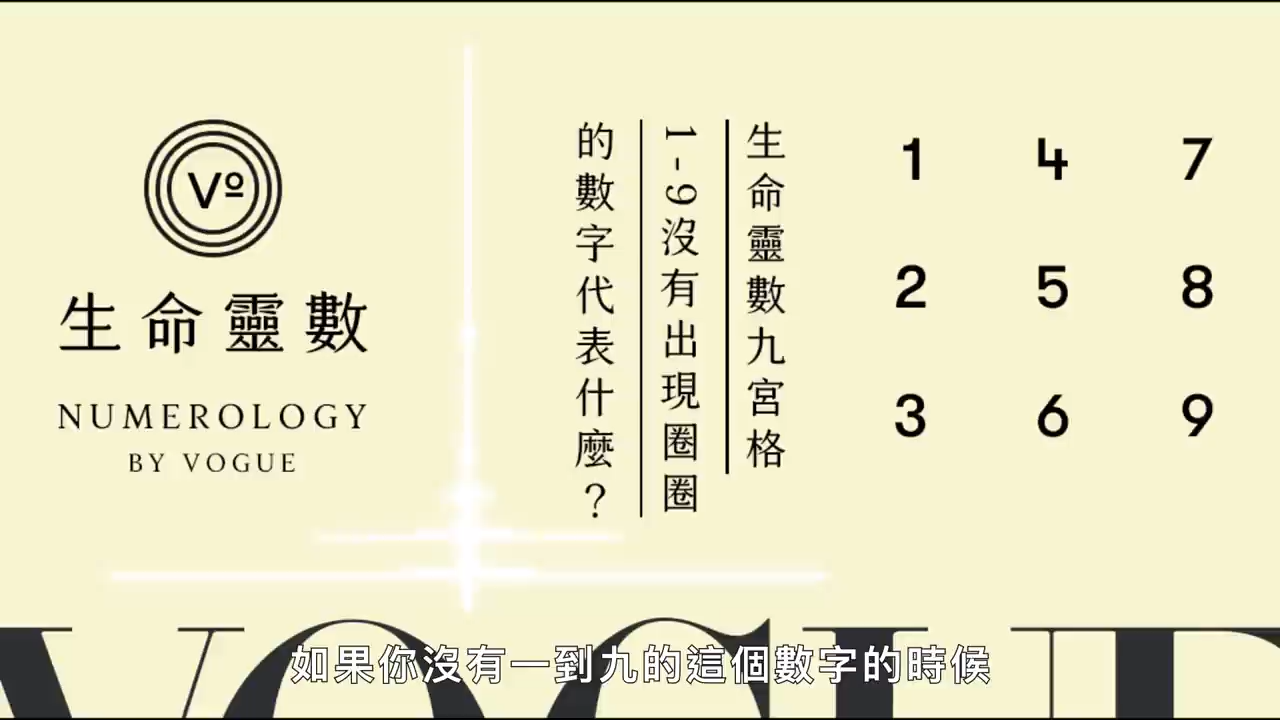 Vº
生命靈數
NUMEROLOGY
BY VOGUE
生命靈數九宮格
1-9沒有出現圈圈
的數字代表什麼？
1 4 7
2 5 8
3 6 9
VOGUE
如果你沒有一到九的這個數字的時候